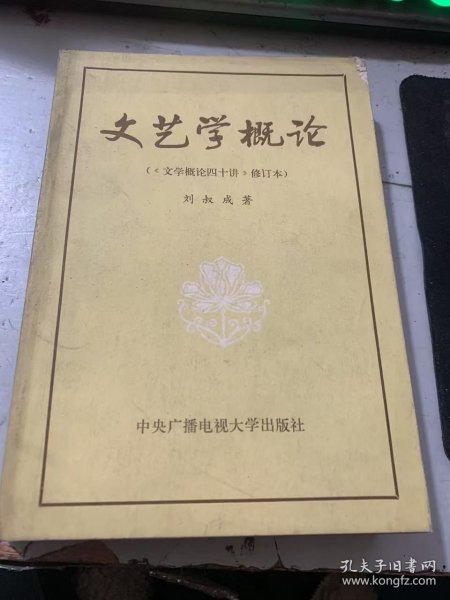 文艺学概论
(《文学概论四十讲》修订本)
刘叔成著
中央广播电视大学出版社
孔夫子旧书网
www.kongfz.com